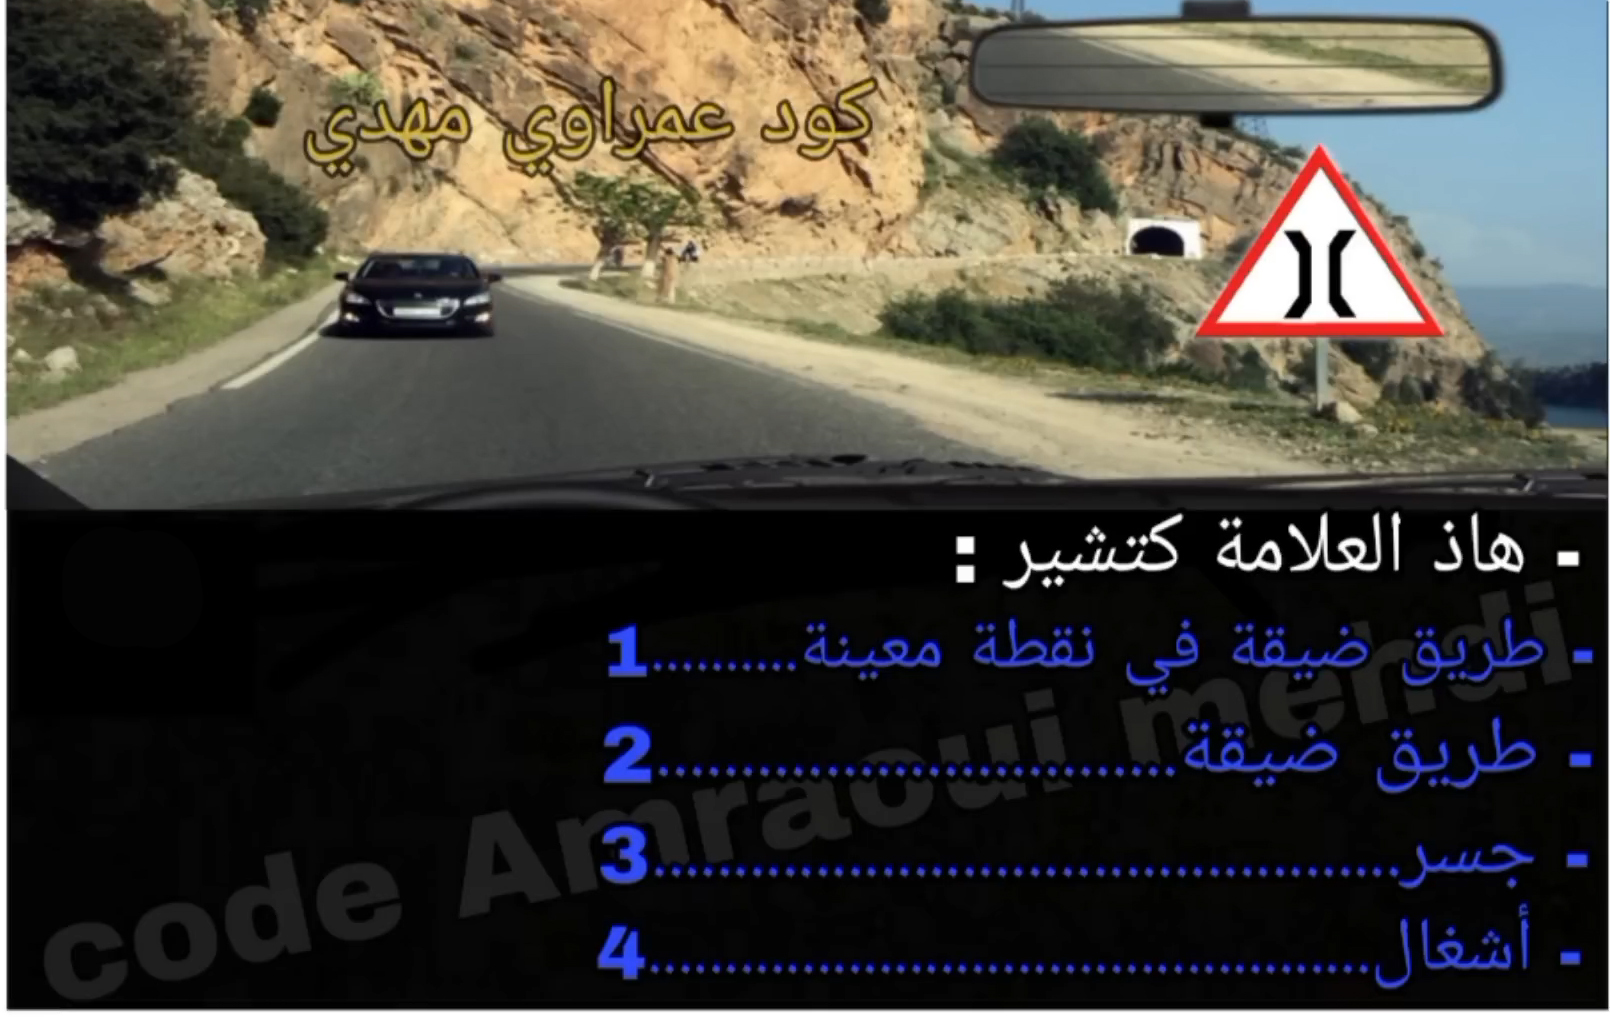 كود عمراوي مهدي
- هاذ العلامة كتشير :
- طريق ضيقة في نقطة معينة..........1
- طريق ضيقة..............................2
- جسر...........................................3
- أشغال..........................................4
code Amraoui mehdi